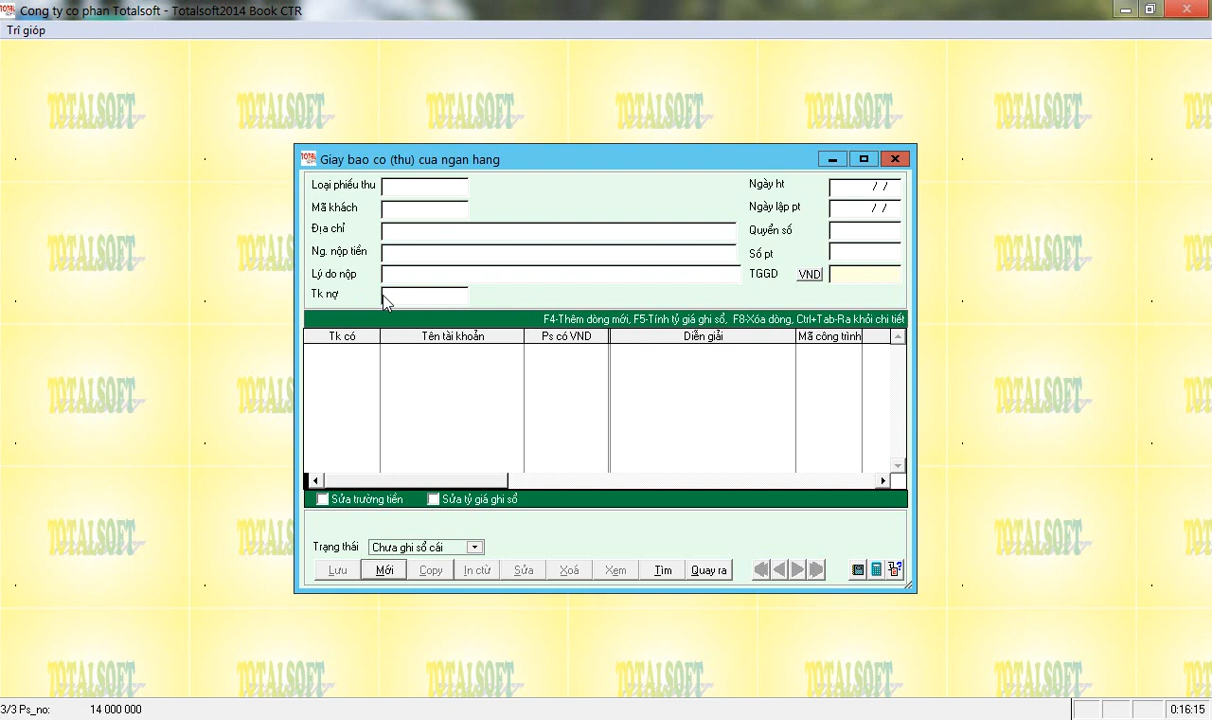 Cong ty co phan Totalsoft - Totalsoft2014 Book CTR
Trî gióp
Giay bao co (thu) cua ngan hang
Loại phiếu thu
Ngày ht / /
Mã khách
Ngày lập pt / /
Địa chỉ
Quyển số
Ng. nộp tiền
Số pt
Lý do nộp
TGGD VND
Tk nợ
F4-Thêm dòng mới, F5-Tính tỷ giá ghi sổ, F8-Xóa dòng, Ctrl+Tab-Ra khỏi chi tiết
Tk có Tên tài khoản Ps có VND Diễn giải Mã công trình
Sửa trường tiền Sửa tỷ giá ghi sổ
Trạng thái Chưa ghi sổ cái
Lưu Mới Copy In ctừ Sửa Xoá Xem Tìm Quay ra
3/3 Ps_no: 14 000 000 0:16:15
TOTALSOFT